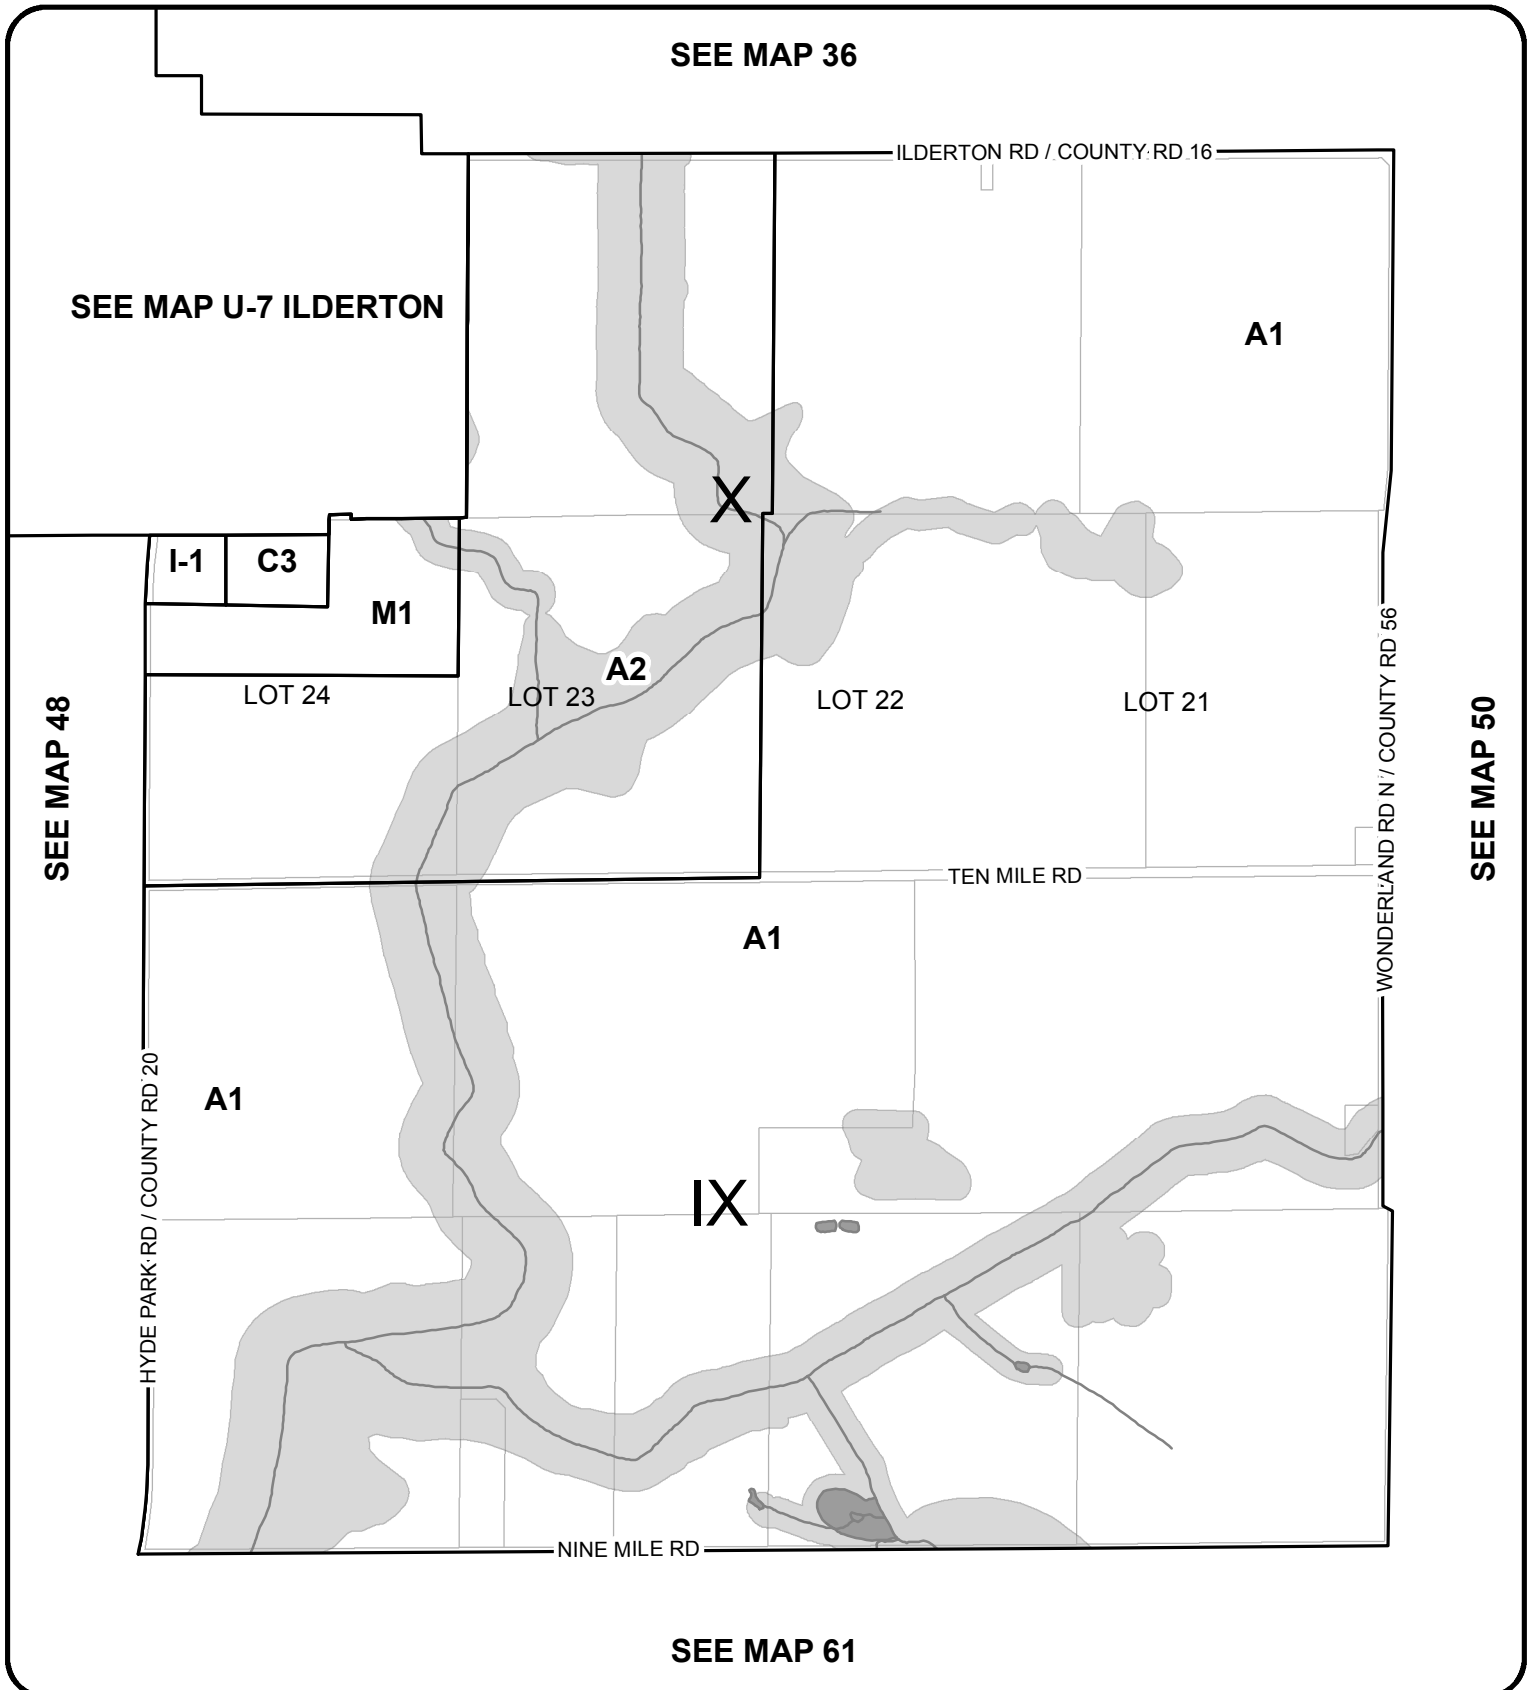 SEE MAP 36
ILDERTON RD / COUNTY RD 16
SEE MAP U-7 ILDERTON
A1
X
I-1
C3
M1
A2
LOT 24
LOT 23
LOT 22
LOT 21
SEE MAP 48
WONDERLAND RD N / COUNTY RD 56
SEE MAP 50
TEN MILE RD
A1
A1
HYDE PARK RD / COUNTY RD 20
IX
NINE MILE RD
SEE MAP 61